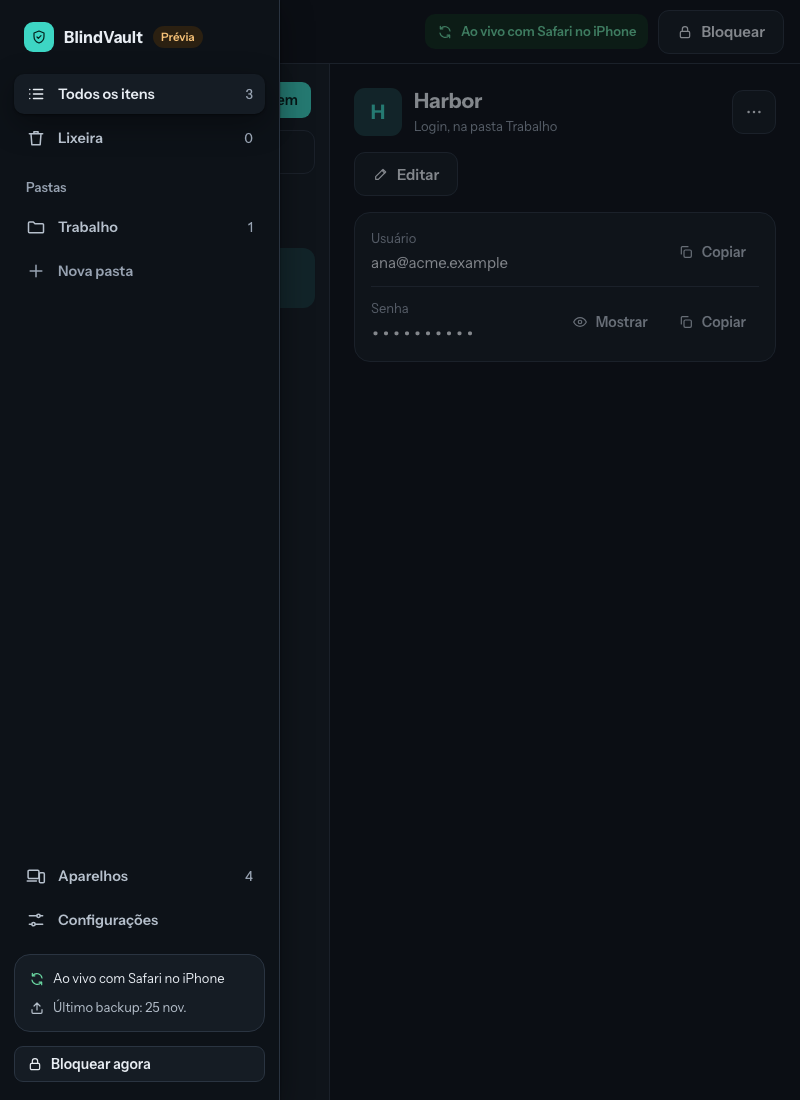 BlindVault
Prévia
Todos os itens 3
Lixeira 0
Pastas
Trabalho 1
Nova pasta
Aparelhos 4
Configurações
Ao vivo com Safari no iPhone
Último backup: 25 nov.
Bloquear agora
Ao vivo com Safari no iPhone
Bloquear
em
H
Harbor
Login, na pasta Trabalho
Editar
Usuário
ana@acme.example
Copiar
Senha
••••••••••
Mostrar
Copiar